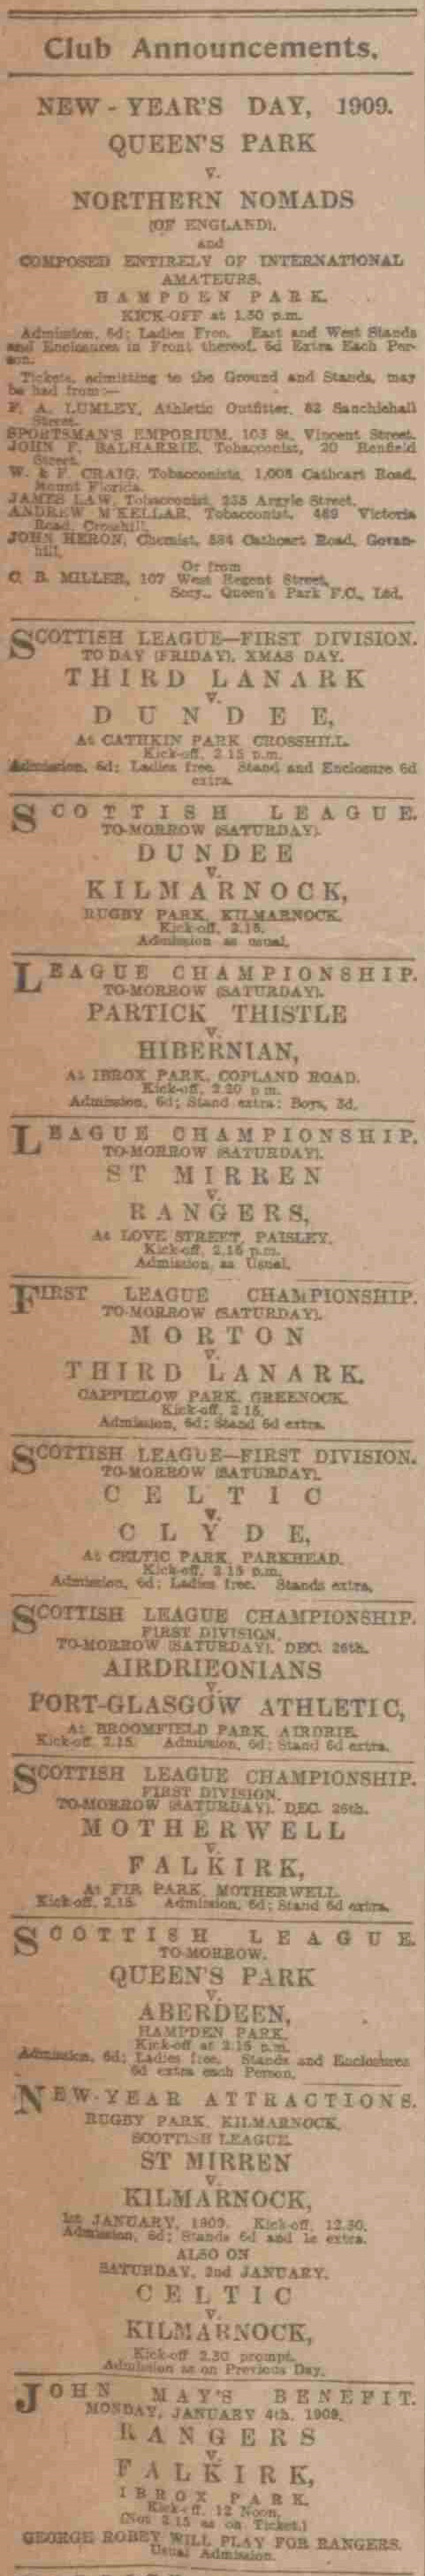 Club Announcements.
NEW-YEAR'S DAY, 1909.
QUEEN'S PARK
v.
NORTHERN NOMADS
(OF ENGLAND),
and
COMPOSED ENTIRELY OF INTERNATIONAL
AMATEURS.
HAMPDEN PARK.
KICK-OFF at 1.30 p.m.
Admission, 6d; Ladies Free. East and West Stands
and Enclosures in Front thereof, 6d Extra Each Per-
son.
Tickets, admitting to the Ground and Stands, may
be had from:—
F. A. LUMLEY, Athletic Outfitter, 82 Sauchiehall
Street.
SPORTSMAN'S EMPORIUM, 103 St. Vincent Street.
JOHN F. BALHARRIE, Tobacconist, 20 Renfield
Street.
W. & F. CRAIG, Tobacconists, 1,008 Cathcart Road,
Mount Florida.
JAMES LAW, Tobacconist, 235 Argyle Street.
ANDREW M'KELLAR, Tobacconist, 469 Victoria
Road, Crosshill.
JOHN HERON, Chemist, 584 Cathcart Road, Govan-
hill.
Or from
C. B. MILLER, 107 West Regent Street,
Secy., Queen's Park F.C., Ltd.
SCOTTISH LEAGUE—FIRST DIVISION.
TO DAY (FRIDAY), XMAS DAY.
THIRD LANARK
v.
DUNDEE,
At CATHKIN PARK CROSSHILL.
Kick-off, 2.15 p.m.
Admission, 6d; Ladies free. Stand and Enclosure 6d
extra.
SCOTTISH LEAGUE.
TO-MORROW (SATURDAY).
DUNDEE
v.
KILMARNOCK,
RUGBY PARK, KILMARNOCK.
Kick-off, 2.15.
Admission as usual.
LEAGUE CHAMPIONSHIP.
TO-MORROW (SATURDAY).
PARTICK THISTLE
v.
HIBERNIAN,
At IBROX PARK, COPLAND ROAD.
Kick-off, 2.20 p.m.
Admission, 6d; Stand extra; Boys, 3d.
LEAGUE CHAMPIONSHIP.
TO-MORROW (SATURDAY).
ST MIRREN
v.
RANGERS,
At LOVE STREET, PAISLEY.
Kick-off, 2.15 p.m.
Admission, as Usual.
FIRST LEAGUE CHAMPIONSHIP.
TO-MORROW (SATURDAY).
MORTON
v.
THIRD LANARK.
CAPPIELOW PARK, GREENOCK.
Kick-off, 2.15.
Admission, 6d; Stand 6d extra.
SCOTTISH LEAGUE—FIRST DIVISION.
TO-MORROW (SATURDAY).
CELTIC
v.
CLYDE,
At CELTIC PARK, PARKHEAD.
Kick-off, 2.15 p.m.
Admission, 6d; Ladies free. Stands extra.
SCOTTISH LEAGUE CHAMPIONSHIP.
FIRST DIVISION.
TO-MORROW (SATURDAY), DEC. 26th.
AIRDRIEONIANS
v.
PORT-GLASGOW ATHLETIC,
At BROOMFIELD PARK, AIRDRIE.
Kick-off 2.15. Admission, 6d; Stand 6d extra.
SCOTTISH LEAGUE CHAMPIONSHIP.
FIRST DIVISION.
TO-MORROW (SATURDAY), DEC. 26th.
MOTHERWELL
v.
FALKIRK,
At FIR PARK, MOTHERWELL.
Kick-off, 2.15. Admission, 6d; Stand 6d extra.
SCOTTISH LEAGUE.
TO-MORROW.
QUEEN'S PARK
v.
ABERDEEN,
HAMPDEN PARK.
Kick-off at 2.15 p.m.
Admission, 6d; Ladies free. Stands and Enclosures
6d extra each Person.
NEW-YEAR ATTRACTIONS.
RUGBY PARK, KILMARNOCK.
SCOTTISH LEAGUE.
ST MIRREN
v.
KILMARNOCK,
1st JANUARY, 1909. Kick-off, 12.30.
Admission, 6d; Stands 6d and 1s extra.
ALSO ON
SATURDAY, 2nd JANUARY.
CELTIC
v.
KILMARNOCK,
Kick-off 2.30 prompt.
Admission as on Previous Day.
JOHN MAY'S BENEFIT.
MONDAY, JANUARY 4th, 1909.
RANGERS
v.
FALKIRK,
IBROX PARK.
Kick-off, 12 Noon.
(Not 2.15 as on Ticket.)
GEORGE ROBEY WILL PLAY FOR RANGERS.
Usual Admission.